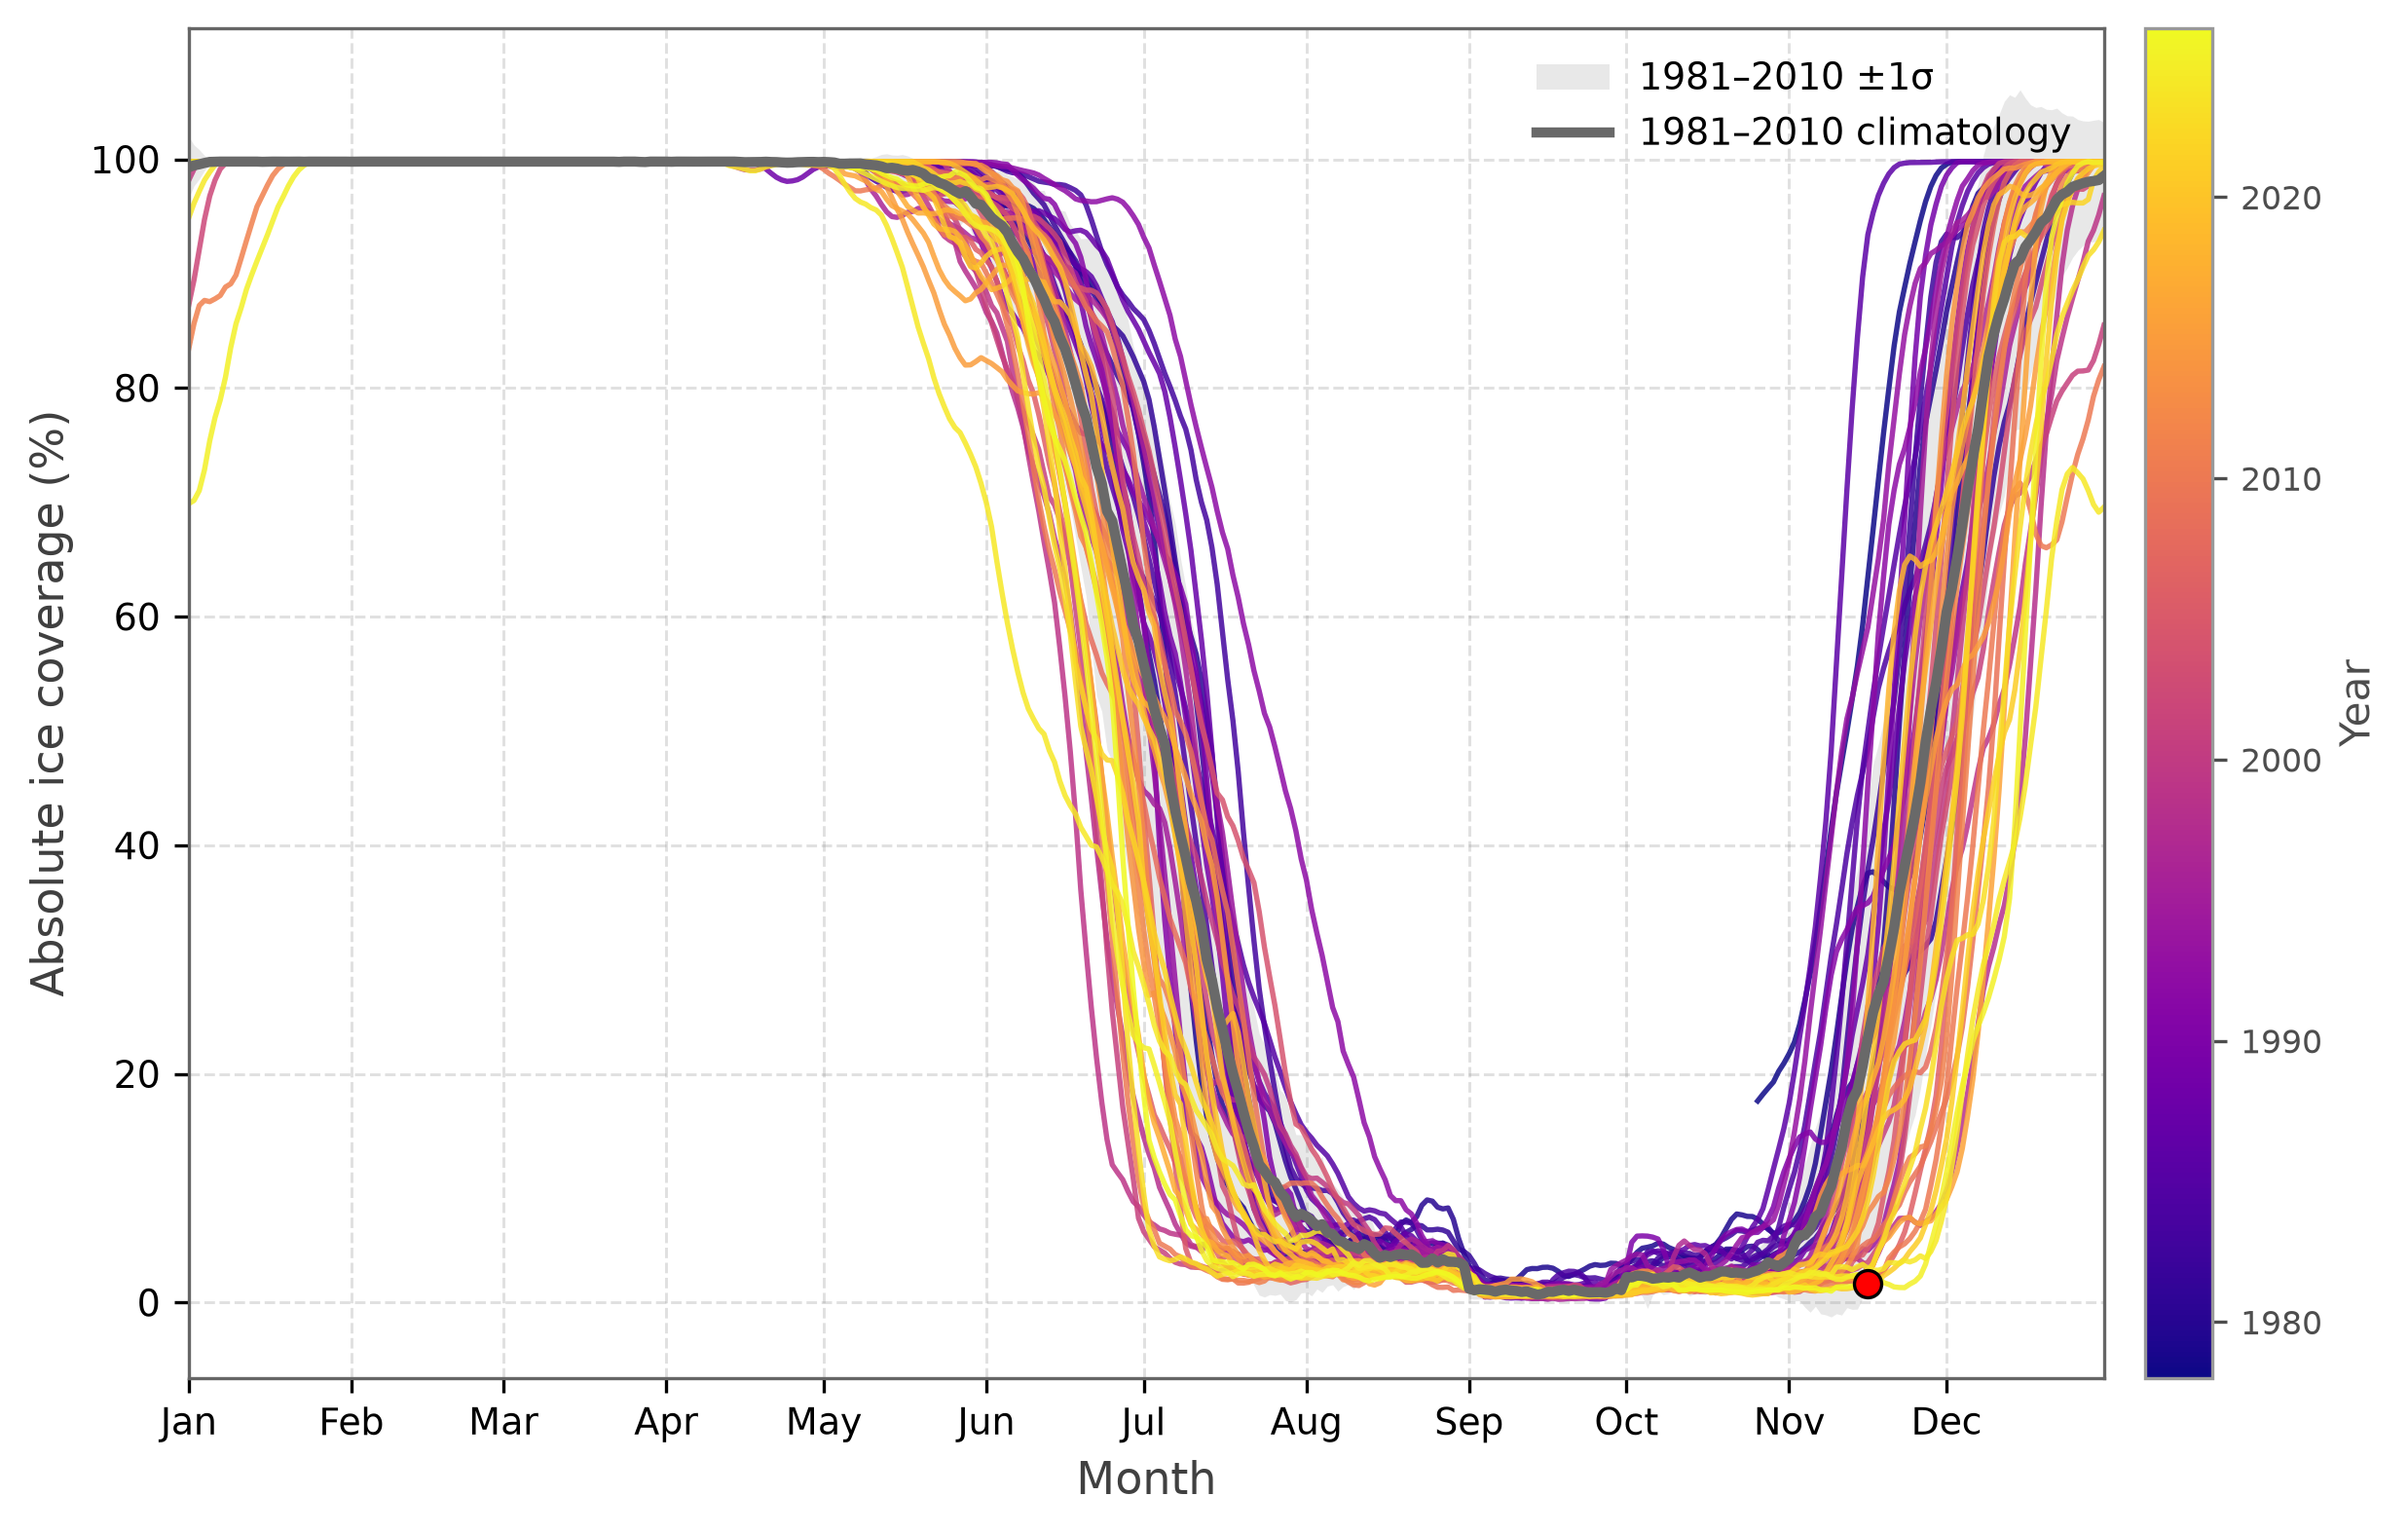 1981–2010 ±1σ
1981–2010 climatology
Absolute ice coverage (%)
100
80
60
40
20
0
Jan Feb Mar Apr May Jun Jul Aug Sep Oct Nov Dec
Month
2020
2010
2000
1990
1980
Year